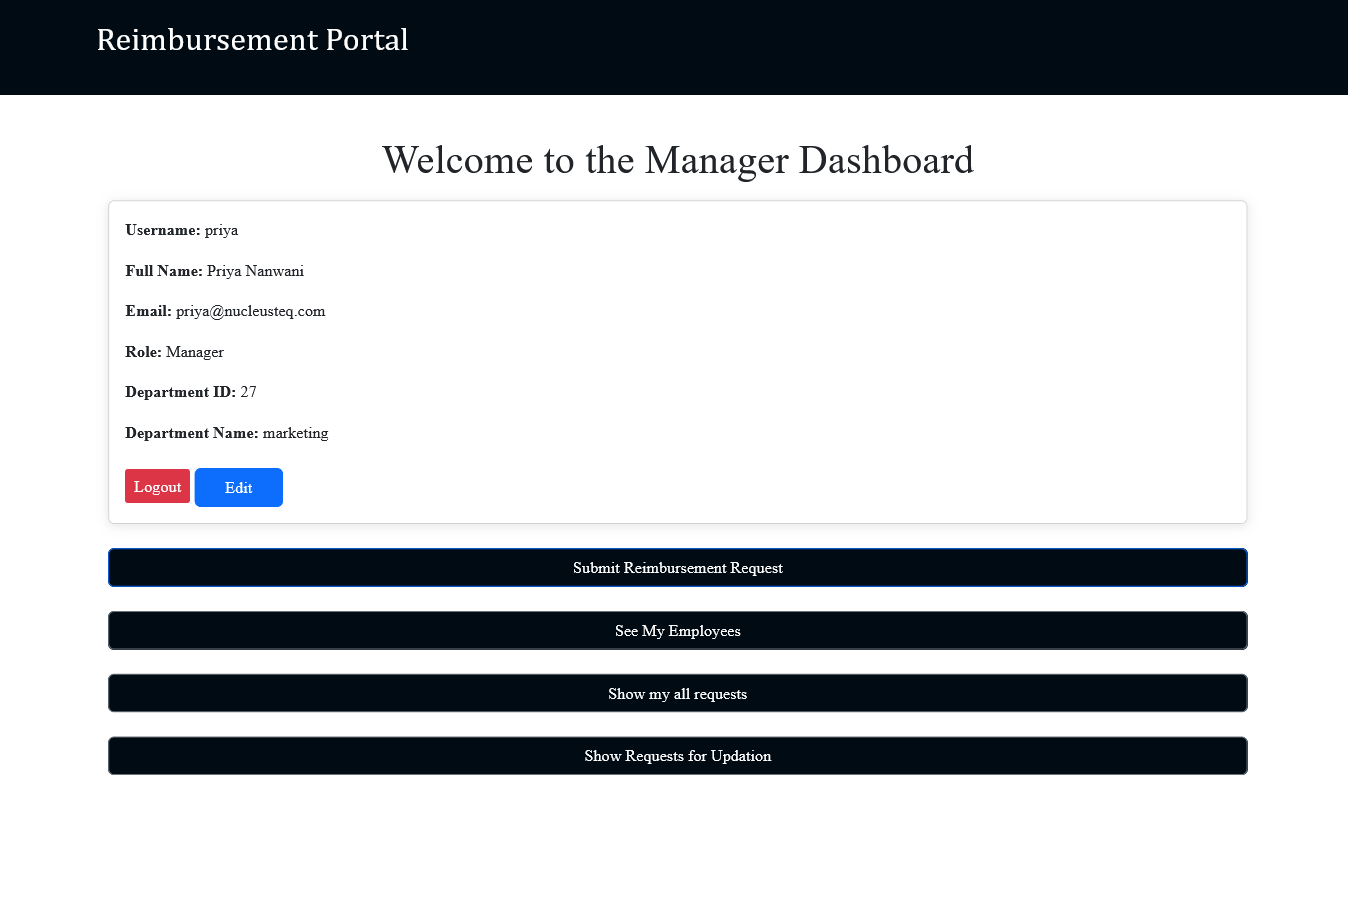 Reimbursement Portal
Welcome to the Manager Dashboard
Username: priya
Full Name: Priya Nanwani
Email: priya@nucleusteq.com
Role: Manager
Department ID: 27
Department Name: marketing
Logout Edit
Submit Reimbursement Request
See My Employees
Show my all requests
Show Requests for Updation